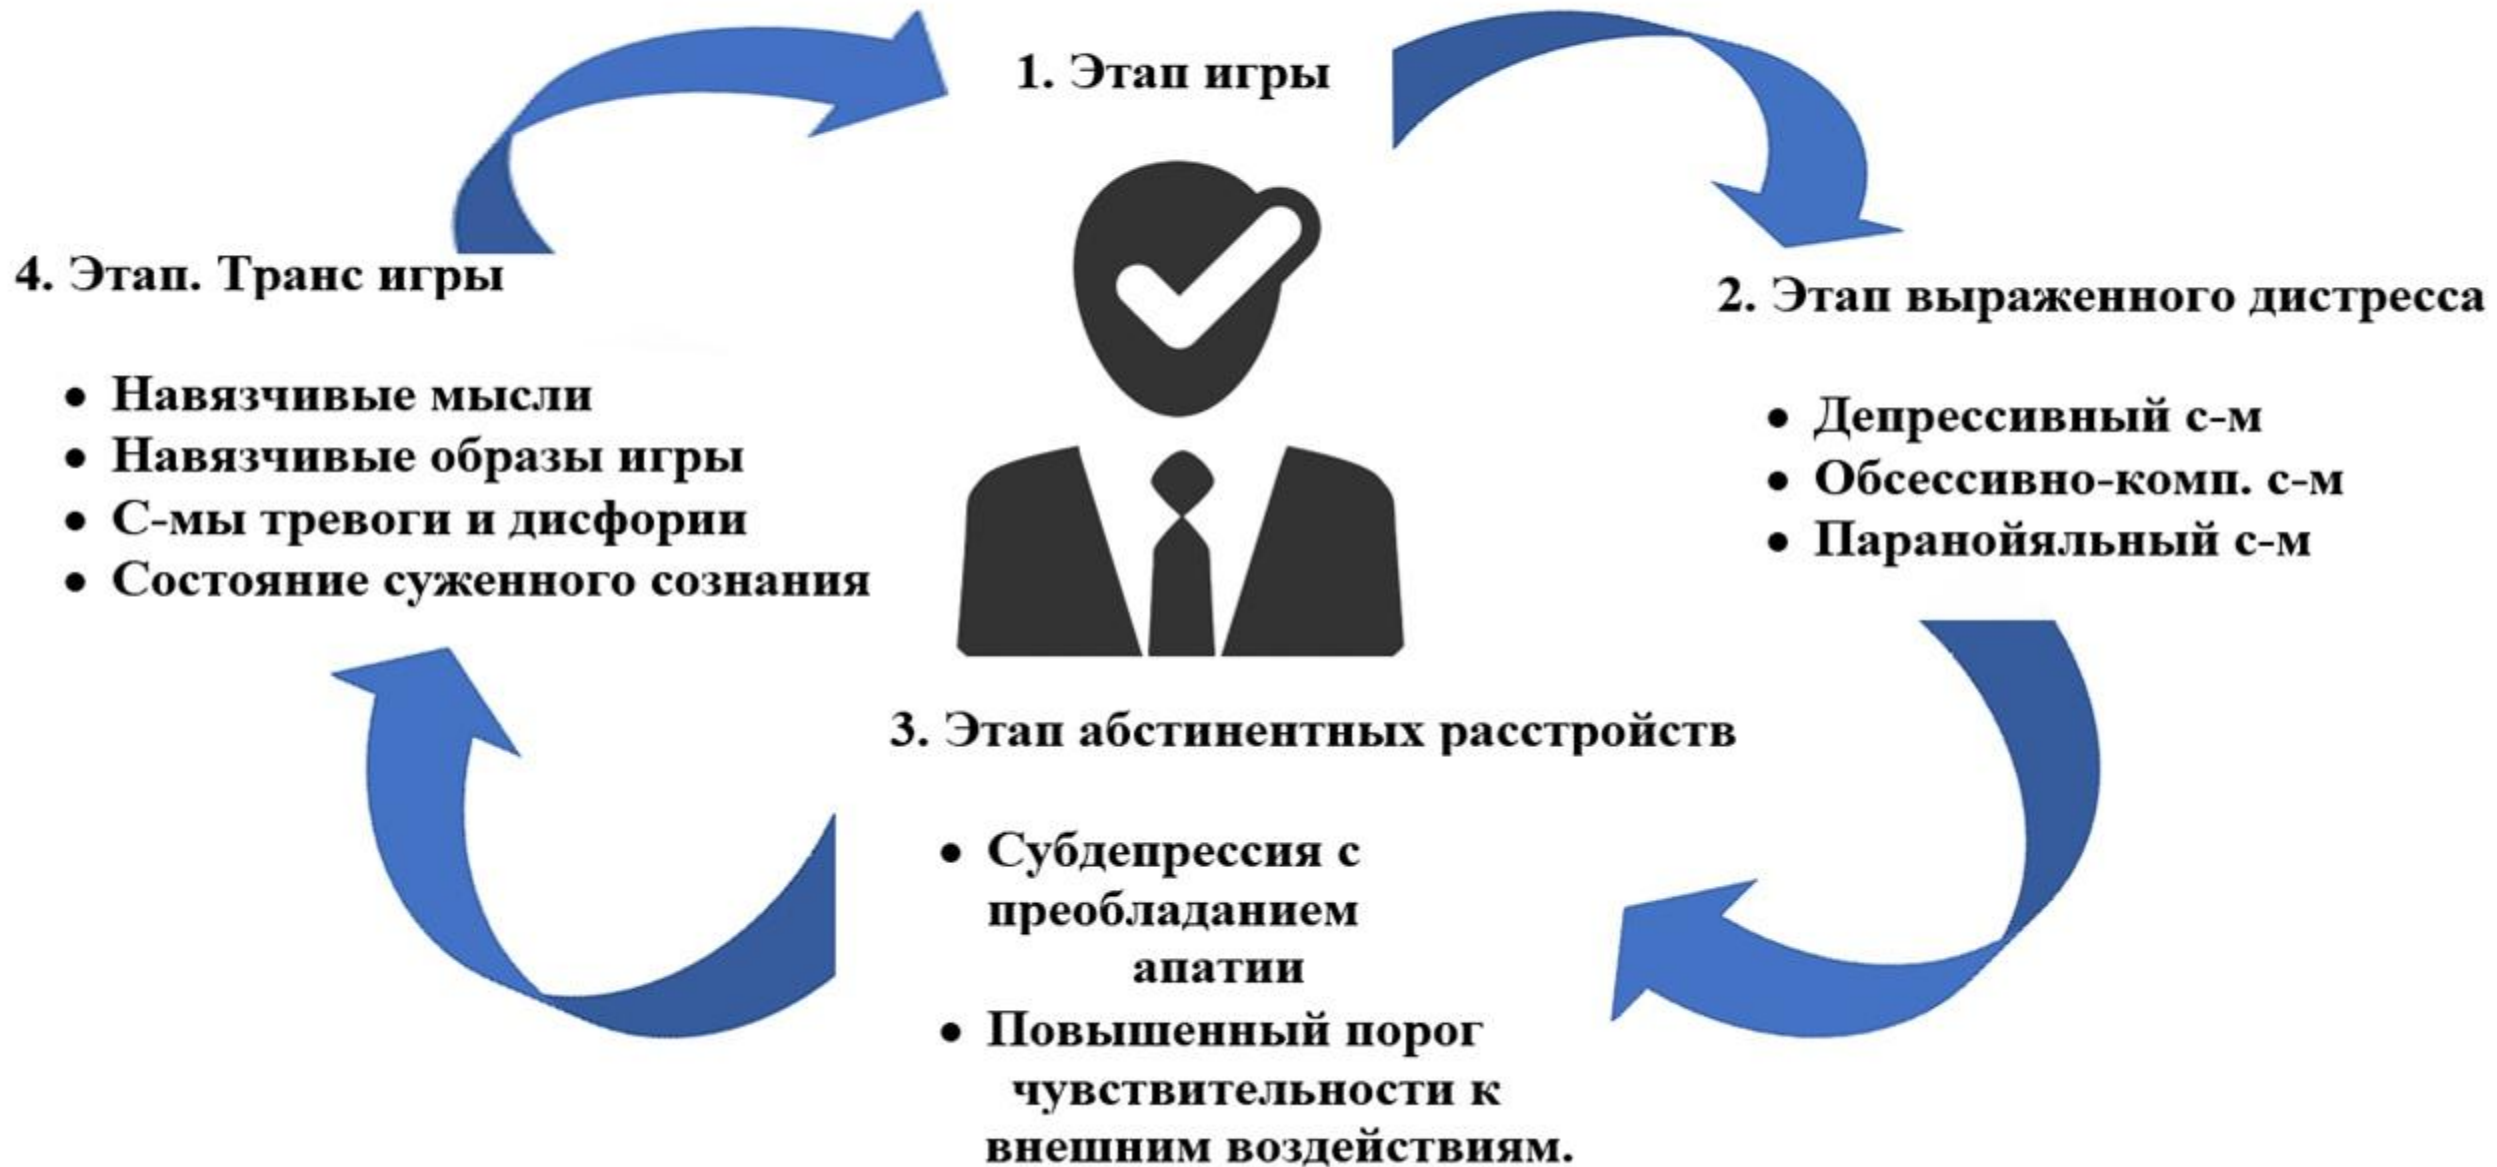 1. Этап игры
2. Этап выраженного дистресса
• Депрессивный с-м
• Обсессивно-комп. с-м
• Паранойяльный с-м
3. Этап абстинентных расстройств
• Субдепрессия с
преобладанием
апатии
• Повышенный порог
чувствительности к
внешним воздействиям.
4. Этап. Транс игры
• Навязчивые мысли
• Навязчивые образы игры
• С-мы тревоги и дисфории
• Состояние суженного сознания